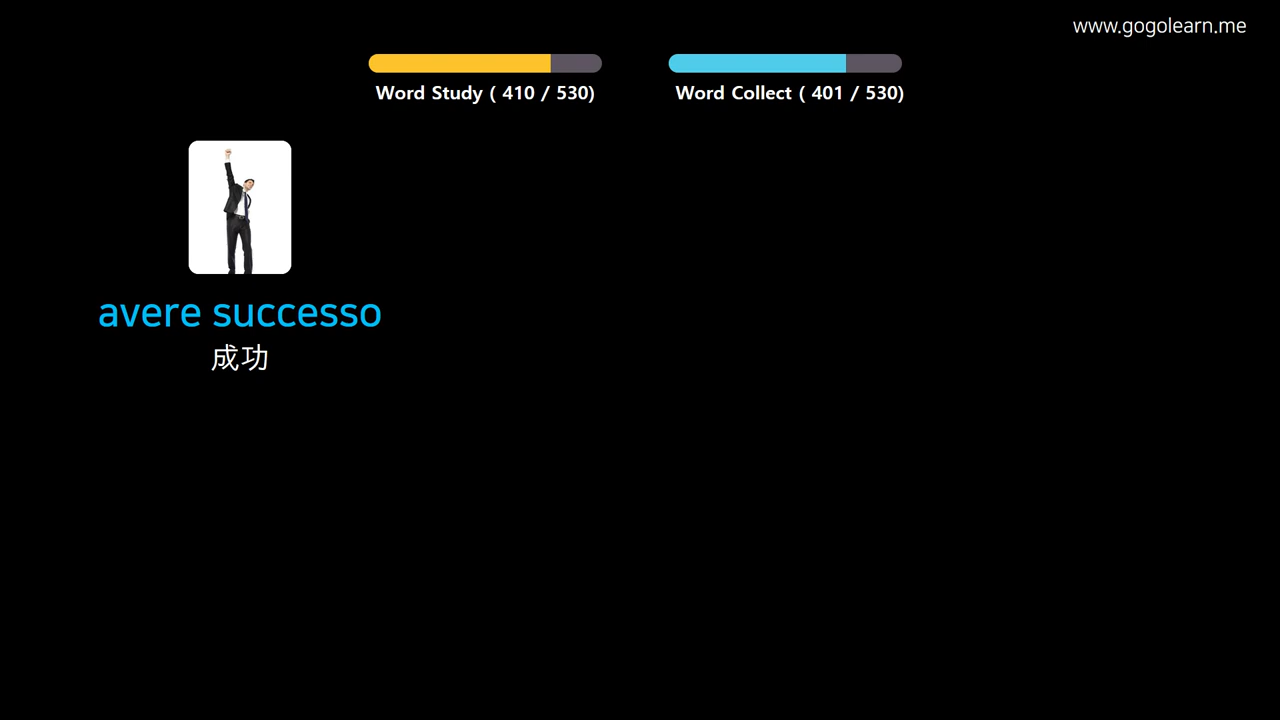 www.gogolearn.me
Word Study ( 410 / 530)
Word Collect ( 401 / 530)
avere successo
成功